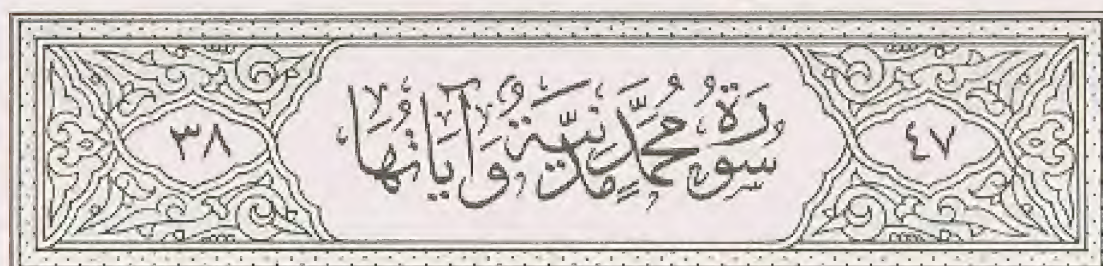 ٤٧ سُورَةُ مُحَمَّدٍ مَدَنِيَّةٌ وَآيَاتُهَا ٣٨